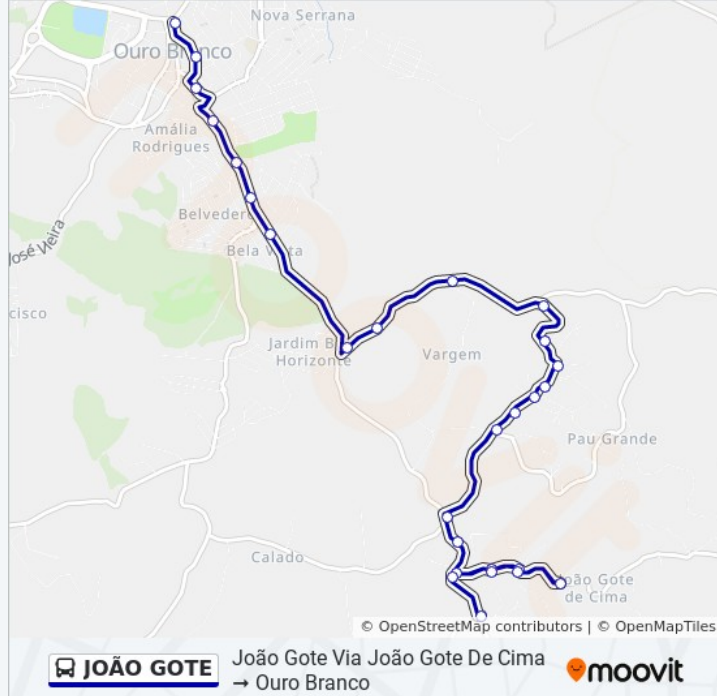 Nova Serrana
Ouro Branco
Amália
Rodrigues
Belvedere
José Vieira
Bela Vista
cisco
Jardim B
Horizonte
Vargem
Pau Grande
Calado
João Gote
de Cima
© OpenStreetMap contributors | © OpenMapTiles
JOÃO GOTE
João Gote Via João Gote De Cima
→ Ouro Branco
moovit